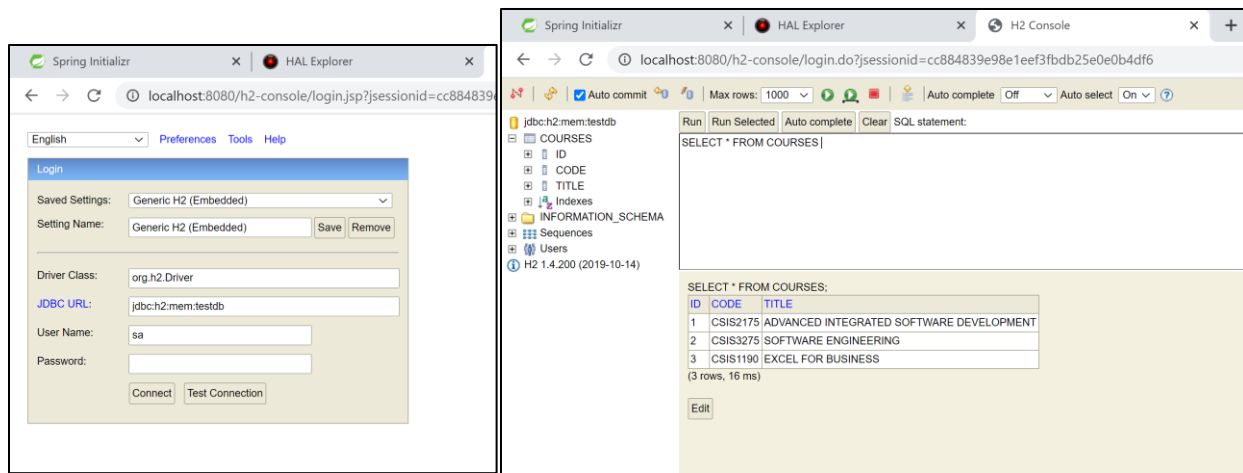 Spring Initializr
HAL Explorer
localhost:8080/h2-console/login.jsp?jsessionid=cc884839
English
Preferences Tools Help
Login
Saved Settings: Generic H2 (Embedded)
Setting Name: Generic H2 (Embedded) Save Remove
Driver Class: org.h2.Driver
JDBC URL: jdbc:h2:mem:testdb
User Name: sa
Password:
Connect Test Connection
Spring Initializr
HAL Explorer
H2 Console
localhost:8080/h2-console/login.do?jsessionid=cc884839e98e1eef3fbdb25e0e0b4df6
Auto commit Max rows: 1000 Auto complete Off Auto select On
jdbc:h2:mem:testdb
COURSES
ID
CODE
TITLE
Indexes
INFORMATION_SCHEMA
Sequences
Users
H2 1.4.200 (2019-10-14)
Run Run Selected Auto complete Clear SQL statement:
SELECT * FROM COURSES
SELECT * FROM COURSES;
ID CODE TITLE
1 CSIS2175 ADVANCED INTEGRATED SOFTWARE DEVELOPMENT
2 CSIS3275 SOFTWARE ENGINEERING
3 CSIS1190 EXCEL FOR BUSINESS
(3 rows, 16 ms)
Edit